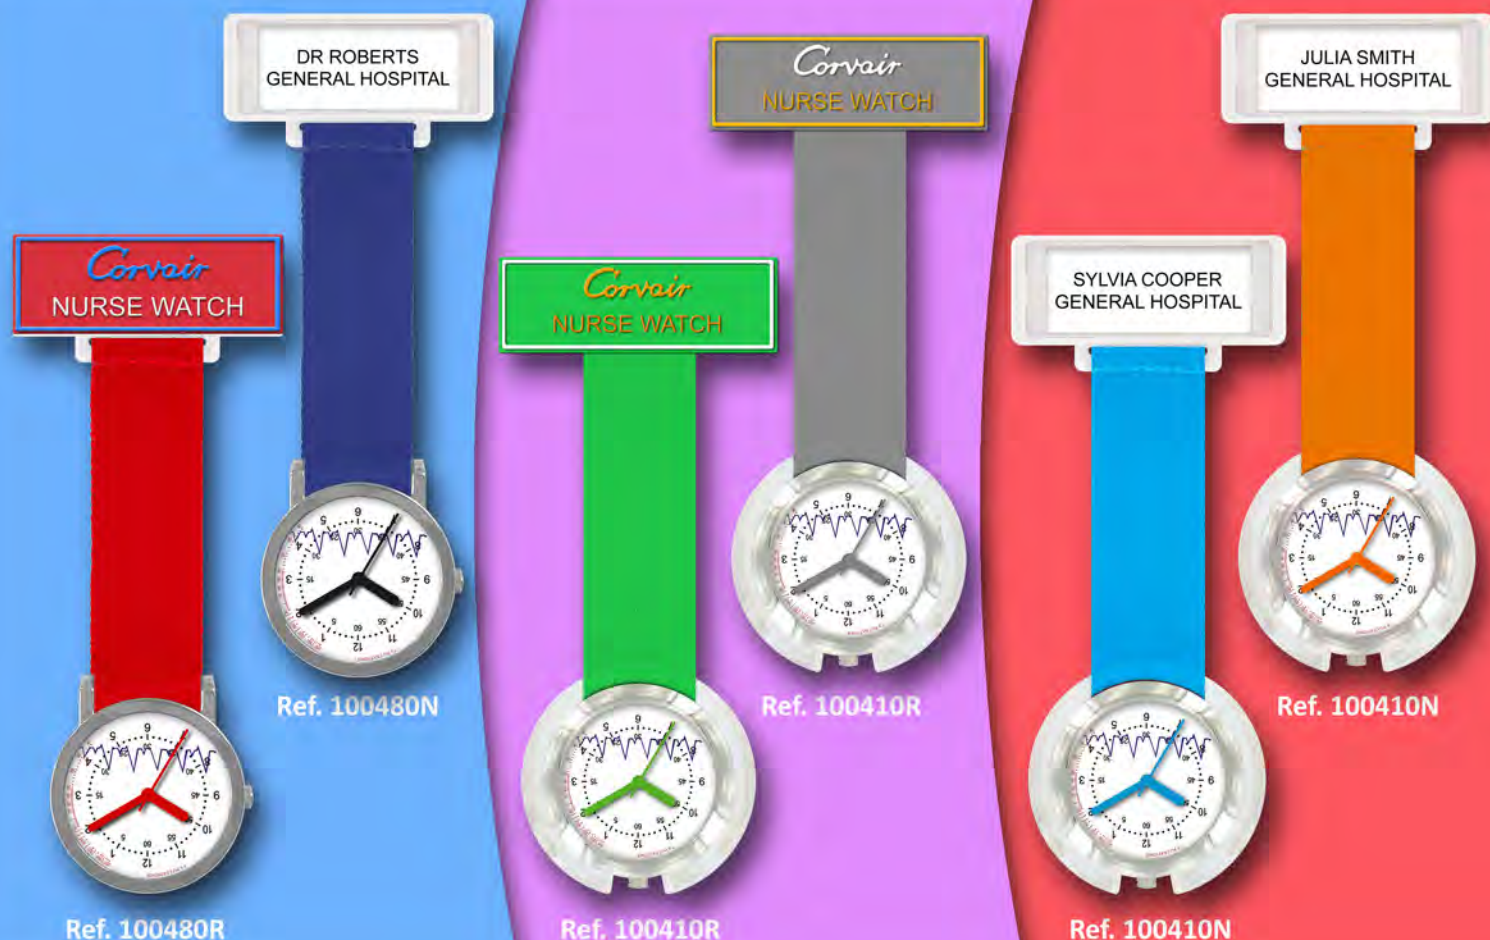 DR ROBERTS
GENERAL HOSPITAL
Corvair
NURSE WATCH
JULIA SMITH
GENERAL HOSPITAL
Corvair
NURSE WATCH
Corvair
NURSE WATCH
SYLVIA COOPER
GENERAL HOSPITAL
Ref. 100480N
Ref. 100410R
Ref. 100410N
Ref. 100480R
Ref. 100410R
Ref. 100410N